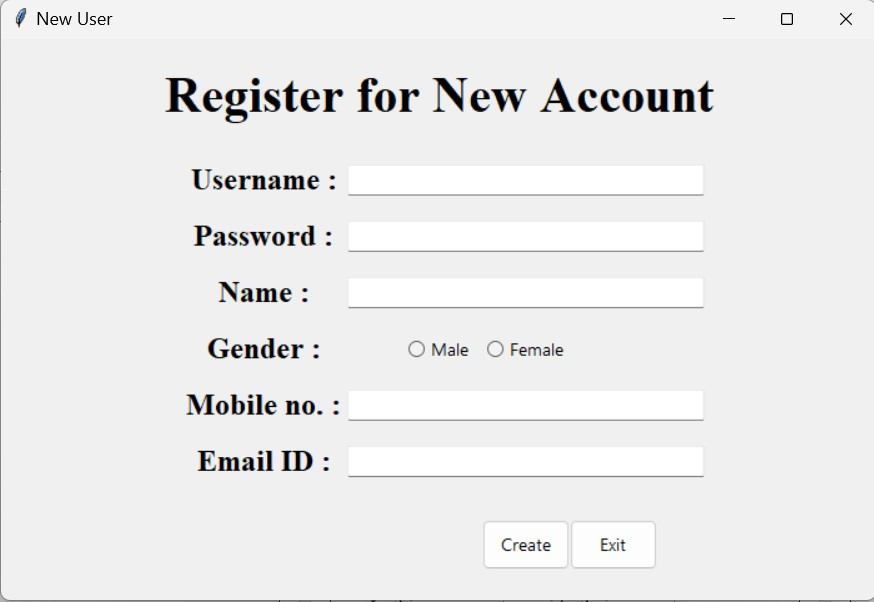 New User
Register for New Account
Username :
Password :
Name :
Gender : Male Female
Mobile no. :
Email ID :
Create Exit